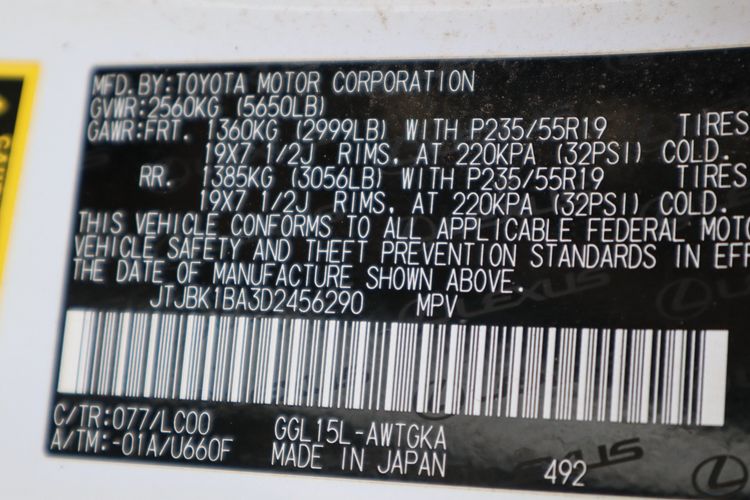 MFD.BY:TOYOTA MOTOR CORPORATION
GVWR:2560KG (5650LB)
GAWR:FRT. 1360KG (2999LB) WITH P235/55R19 TIRES
19X7 1/2J RIMS, AT 220KPA (32PSI) COLD.
RR. 1385KG (3056LB) WITH P235/55R19 TIRES
19X7 1/2J RIMS, AT 220KPA (32PSI) COLD.
THIS VEHICLE CONFORMS TO ALL APPLICABLE FEDERAL MOTO
VEHICLE SAFETY AND THEFT PREVENTION STANDARDS IN EFF
THE DATE OF MANUFACTURE SHOWN ABOVE.
JTJBK1BA3D2456290 MPV
C/TR:077/LC00 GGL15L-AWTGKA
A/TM:-01A/U660F MADE IN JAPAN 492
LEXUS